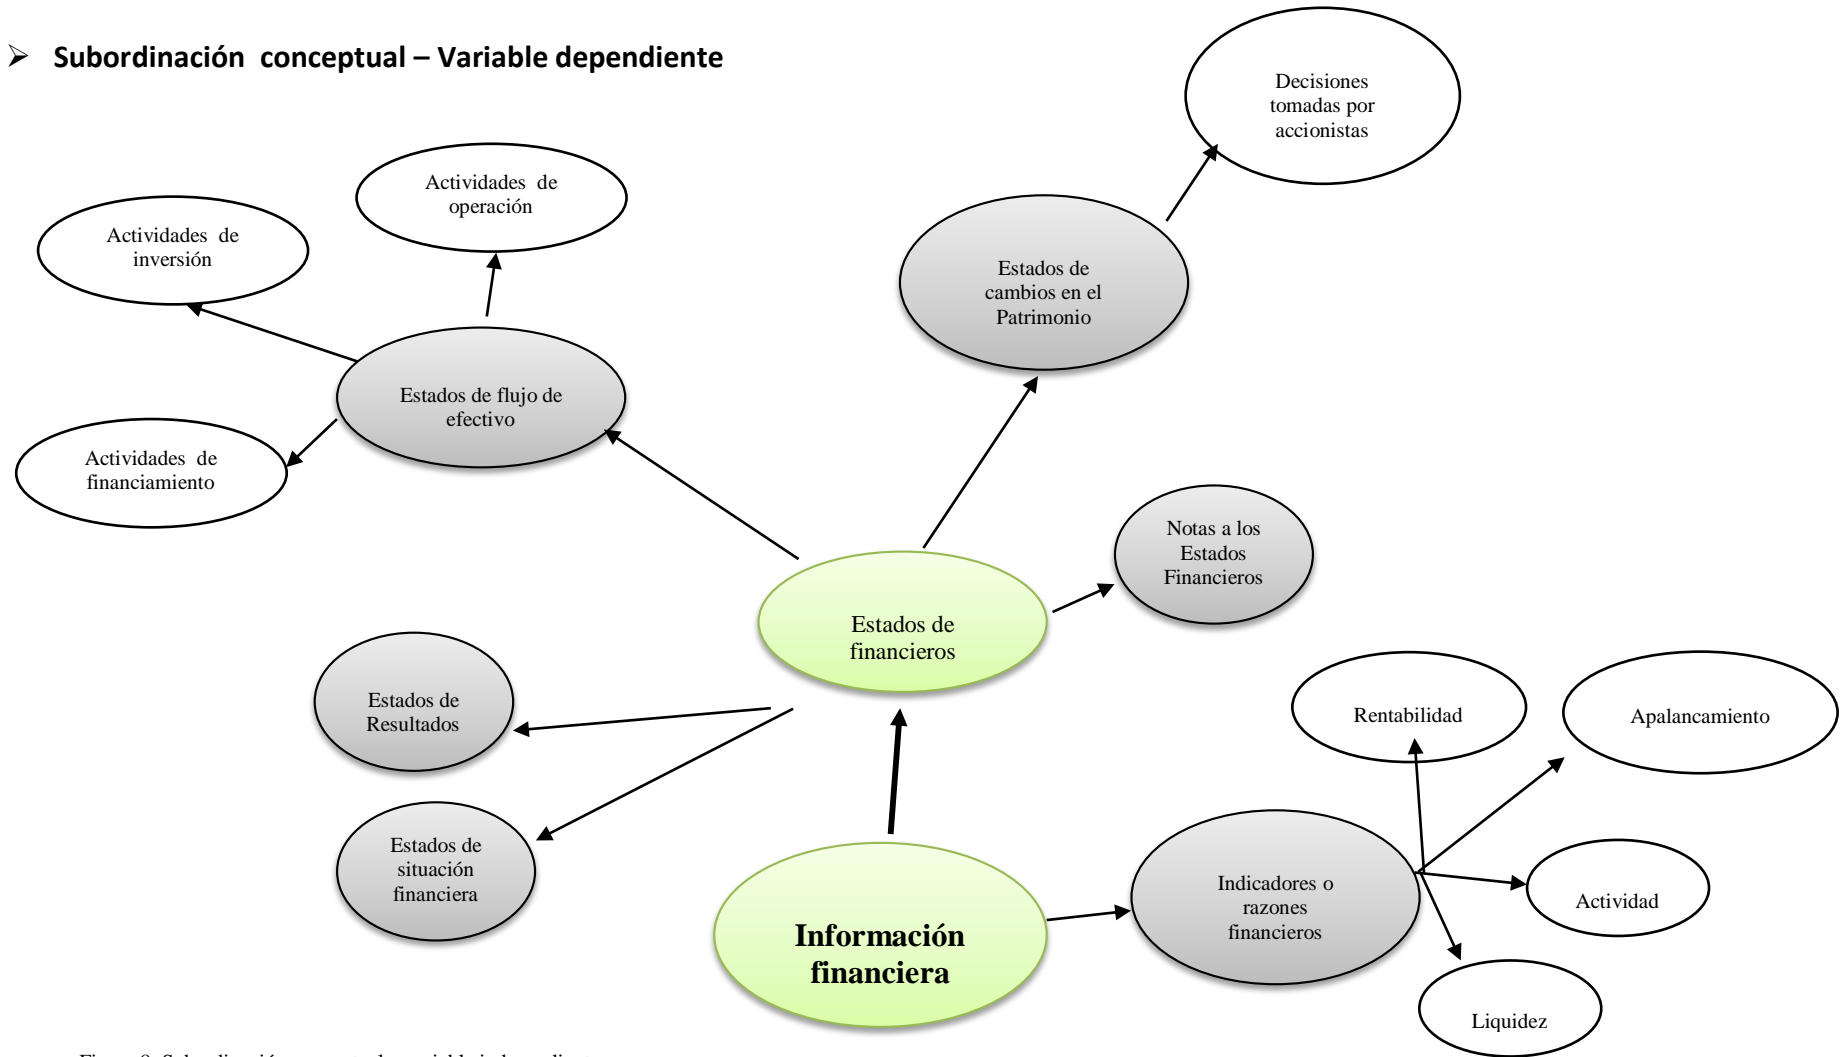 ➢ Subordinación conceptual – Variable dependiente
Decisiones
tomadas por
accionistas
Actividades de
operación
Actividades de
inversión
Estados de
cambios en el
Patrimonio
Estados de flujo de
efectivo
Actividades de
financiamiento
Notas a los
Estados
Financieros
Estados de
financieros
Estados de
Resultados
Rentabilidad
Apalancamiento
Estados de
situación
financiera
Indicadores o
razones
financieros
Actividad
Información
financiera
Liquidez